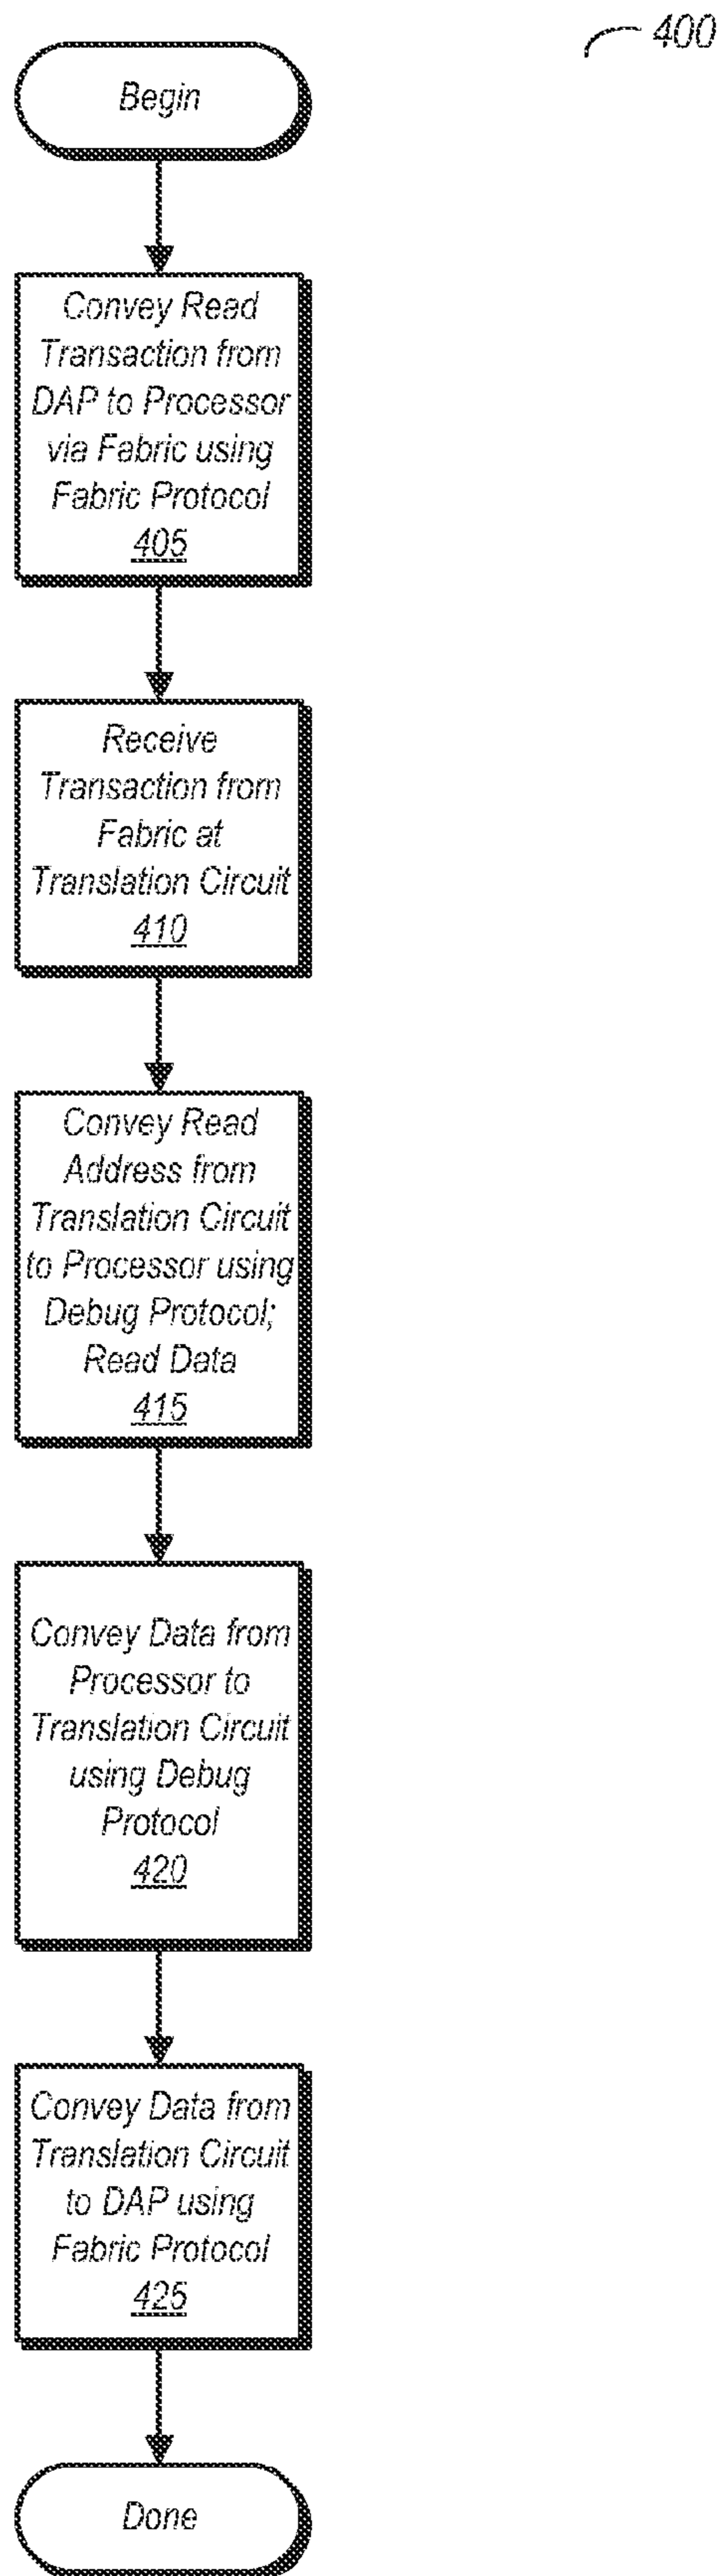 400
Begin
Convey Read
Transaction from
DAP to Processor
via Fabric using
Fabric Protocol
405
Receive
Transaction from
Fabric at
Translation Circuit
410
Convey Read
Address from
Translation Circuit
to Processor using
Debug Protocol;
Read Data
415
Convey Data from
Processor to
Translation Circuit
using Debug
Protocol
420
Convey Data from
Translation Circuit
to DAP using
Fabric Protocol
425
Done